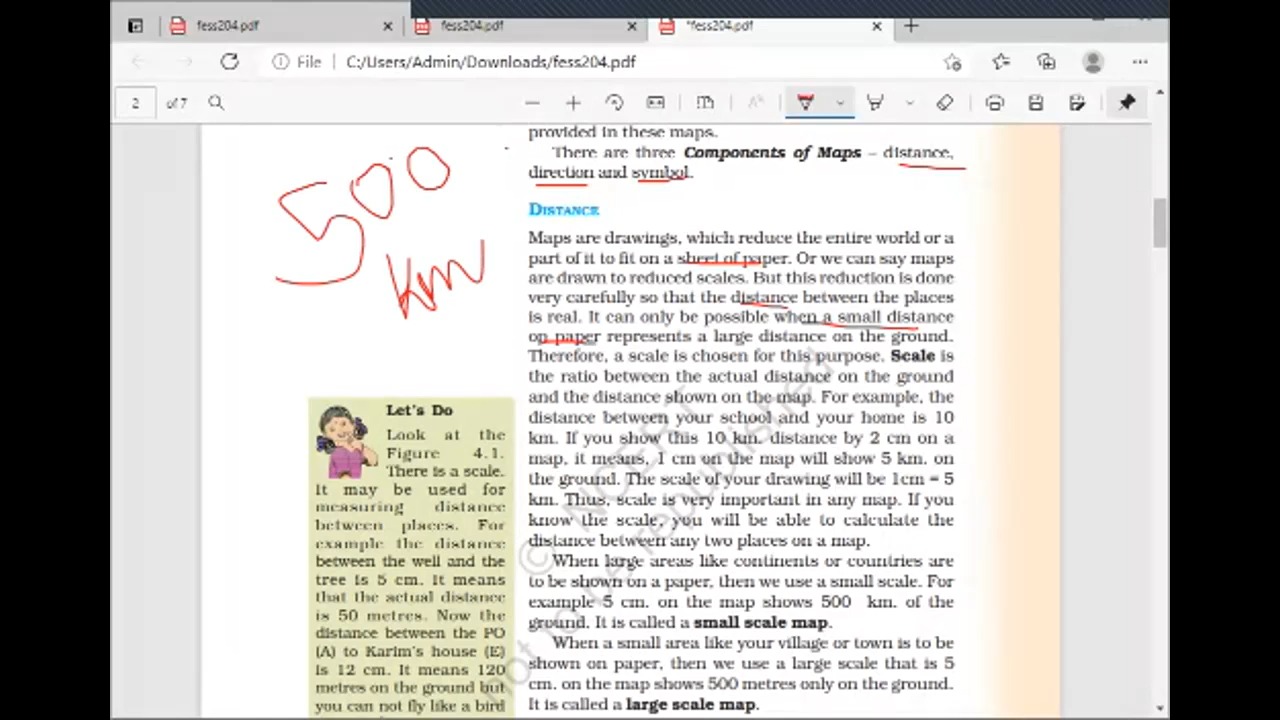 fess204.pdf
fess204.pdf
*fess204.pdf
File
C:/Users/Admin/Downloads/fess204.pdf
2
of 7
provided in these maps.
There are three Components of Maps – distance,
direction and symbol.
500
km
DISTANCE
Maps are drawings, which reduce the entire world or a
part of it to fit on a sheet of paper. Or we can say maps
are drawn to reduced scales. But this reduction is done
very carefully so that the distance between the places
is real. It can only be possible when a small distance
on paper represents a large distance on the ground.
Therefore, a scale is chosen for this purpose. Scale is
the ratio between the actual distance on the ground
and the distance shown on the map. For example, the
distance between your school and your home is 10
km. If you show this 10 km. distance by 2 cm on a
map, it means, 1 cm on the map will show 5 km. on
the ground. The scale of your drawing will be 1cm = 5
km. Thus, scale is very important in any map. If you
know the scale, you will be able to calculate the
distance between any two places on a map.
When large areas like continents or countries are
to be shown on a paper, then we use a small scale. For
example 5 cm. on the map shows 500 km. of the
ground. It is called a small scale map.
When a small area like your village or town is to be
shown on paper, then we use a large scale that is 5
cm. on the map shows 500 metres only on the ground.
It is called a large scale map.
Let's Do
Look at the
Figure 4.1.
There is a scale.
It may be used for
measuring distance
between places. For
example the distance
between the well and the
tree is 5 cm. It means
that the actual distance
is 50 metres. Now the
distance between the PO
(A) to Karim's house (E)
is 12 cm. It means 120
metres on the ground but
you can not fly like a bird
© NCERT
not to be republished